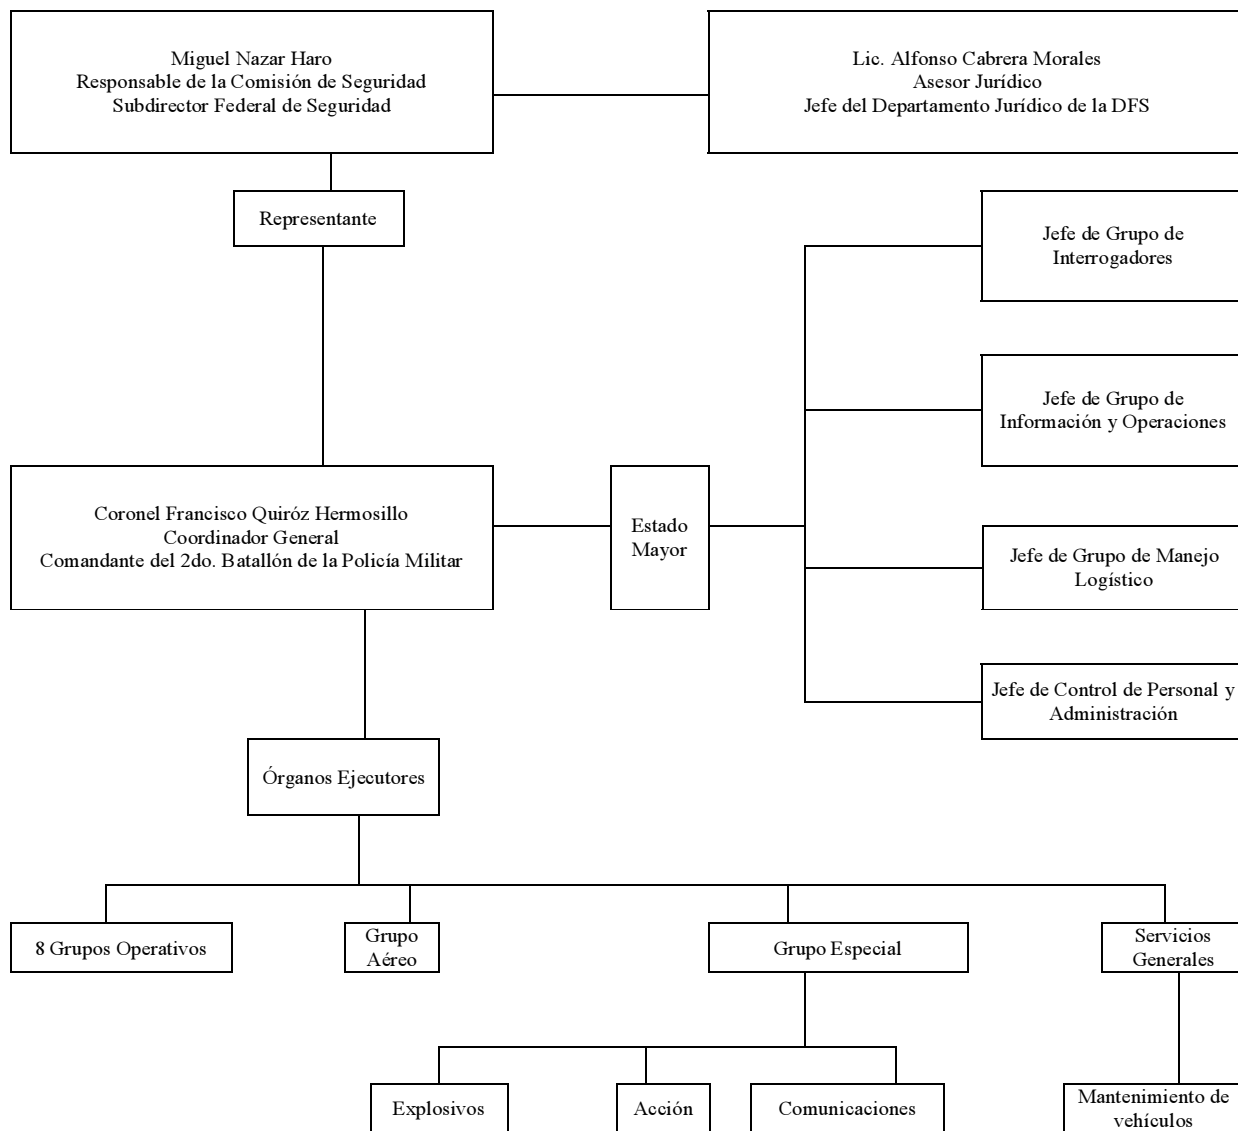 Miguel Nazar Haro
Responsable de la Comisión de Seguridad
Subdirector Federal de Seguridad
Lic. Alfonso Cabrera Morales
Asesor Jurídico
Jefe del Departamento Jurídico de la DFS
Representante
Jefe de Grupo de
Interrogadores
Jefe de Grupo de
Información y Operaciones
Coronel Francisco Quiróz Hermosillo
Coordinador General
Comandante del 2do. Batallón de la Policía Militar
Estado
Mayor
Jefe de Grupo de Manejo
Logístico
Jefe de Control de Personal y
Administración
Órganos Ejecutores
8 Grupos Operativos
Grupo
Aéreo
Grupo Especial
Servicios
Generales
Explosivos
Acción
Comunicaciones
Mantenimiento de
vehículos